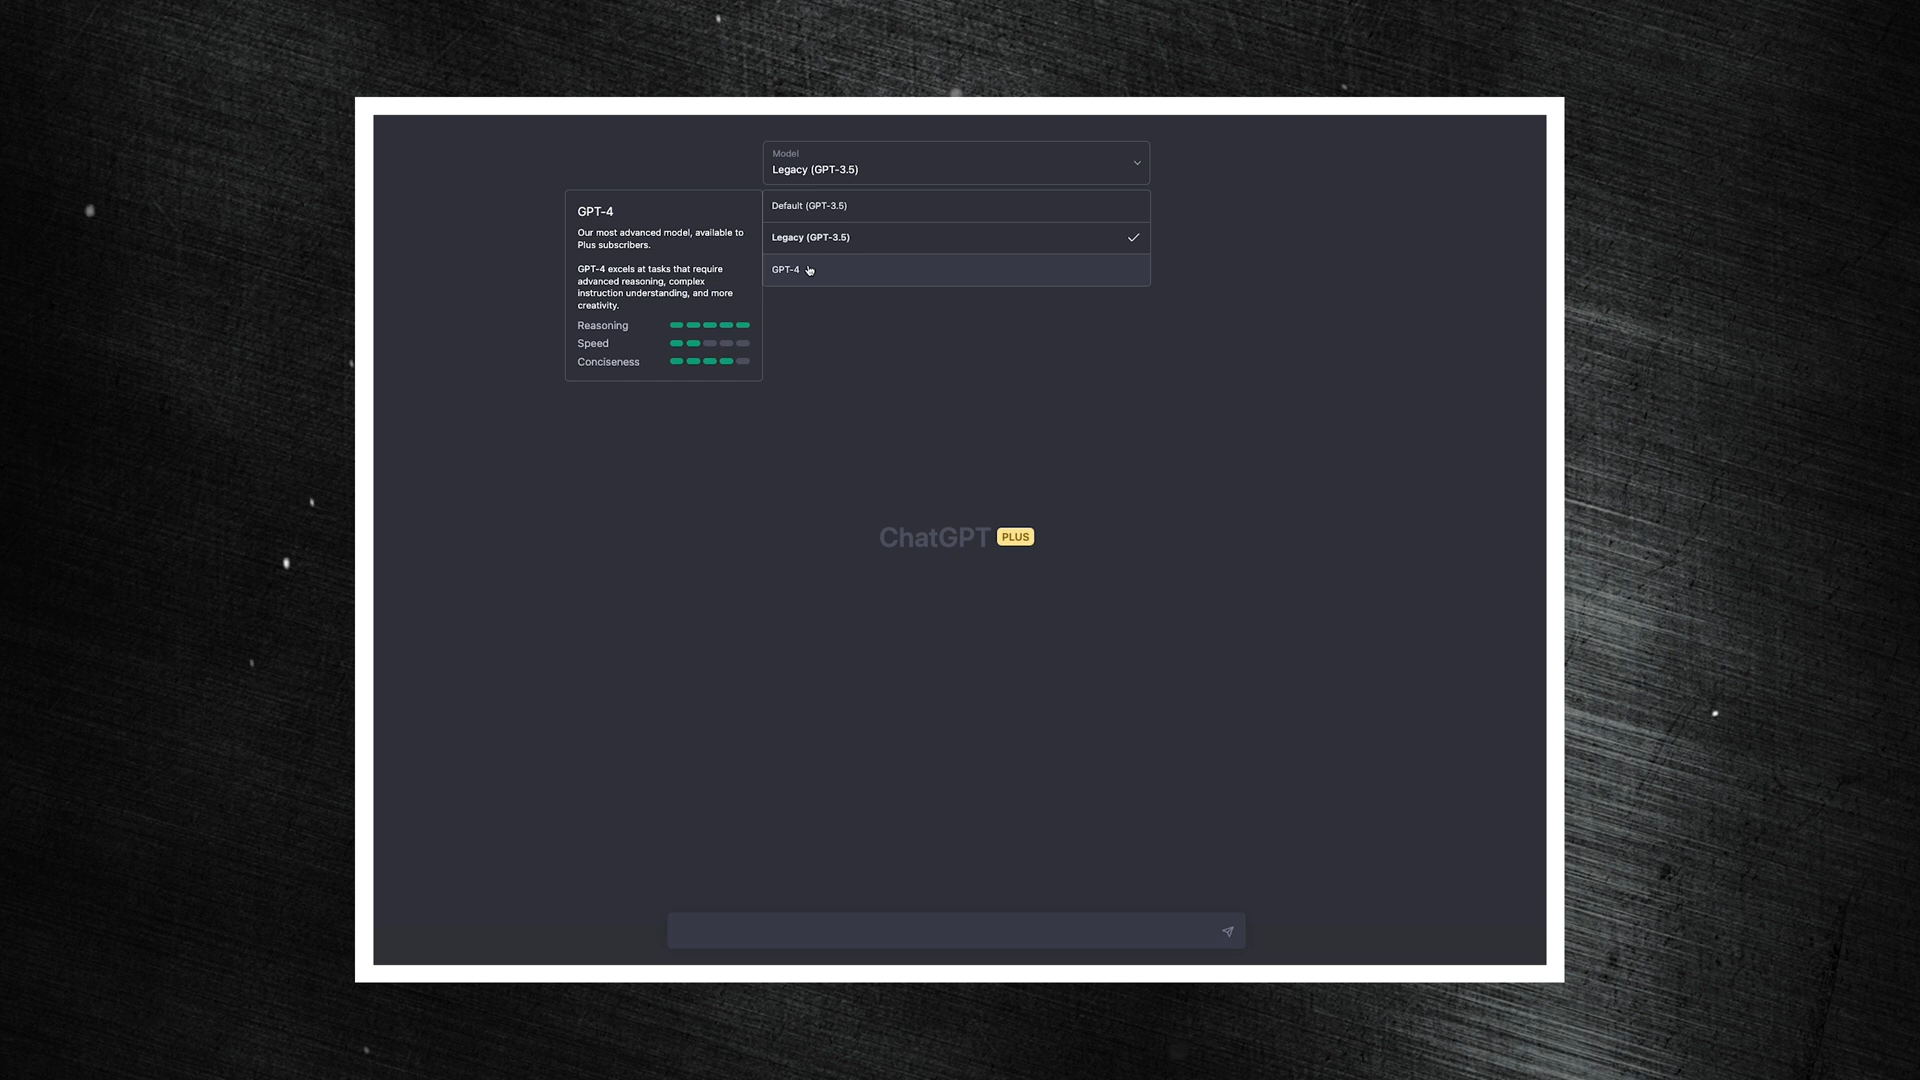 Model
Legacy (GPT-3.5)
Default (GPT-3.5)
Legacy (GPT-3.5)
GPT-4
GPT-4
Our most advanced model, available to
Plus subscribers.
GPT-4 excels at tasks that require
advanced reasoning, complex
instruction understanding, and more
creativity.
Reasoning
Speed
Conciseness
ChatGPT PLUS